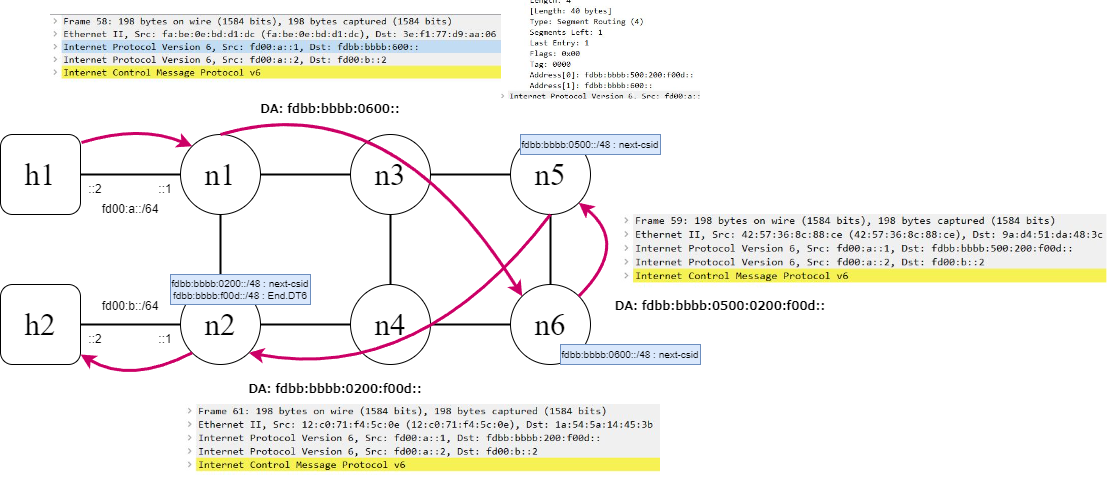 Length: 4
[Length: 40 bytes]
Type: Segment Routing (4)
Segments Left: 1
Last Entry: 1
Flags: 0x00
Tag: 0000
Address[0]: fdbb:bbbb:500:200:f00d::
Address[1]: fdbb:bbbb:600::
Internet Protocol Version 6, Src: fd00:a::
Frame 58: 198 bytes on wire (1584 bits), 198 bytes captured (1584 bits)
Ethernet II, Src: fa:be:0e:bd:d1:dc (fa:be:0e:bd:d1:dc), Dst: 3e:f1:77:d9:aa:06
Internet Protocol Version 6, Src: fd00:a::1, Dst: fdbb:bbbb:600::
Internet Protocol Version 6, Src: fd00:a::2, Dst: fd00:b::2
Internet Control Message Protocol v6
DA: fdbb:bbbb:0600::
h1
::2
::1
fd00:a::/64
n1
n3
fdbb:bbbb:0500::/48 : next-csid
n5
Frame 59: 198 bytes on wire (1584 bits), 198 bytes captured (1584 bits)
Ethernet II, Src: 42:57:36:8c:88:ce (42:57:36:8c:88:ce), Dst: 9a:d4:51:da:48:3c
Internet Protocol Version 6, Src: fd00:a::1, Dst: fdbb:bbbb:500:200:f00d::
Internet Protocol Version 6, Src: fd00:a::2, Dst: fd00:b::2
Internet Control Message Protocol v6
DA: fdbb:bbbb:0500:0200:f00d::
fdbb:bbbb:0200::/48 : next-csid
fdbb:bbbb:f00d::/48 : End.DT6
h2
fd00:b::/64
::2
::1
n2
n4
n6
fdbb:bbbb:0600::/48 : next-csid
DA: fdbb:bbbb:0200:f00d::
Frame 61: 198 bytes on wire (1584 bits), 198 bytes captured (1584 bits)
Ethernet II, Src: 12:c0:71:f4:5c:0e (12:c0:71:f4:5c:0e), Dst: 1a:54:5a:14:45:3b
Internet Protocol Version 6, Src: fd00:a::1, Dst: fdbb:bbbb:200:f00d::
Internet Protocol Version 6, Src: fd00:a::2, Dst: fd00:b::2
Internet Control Message Protocol v6